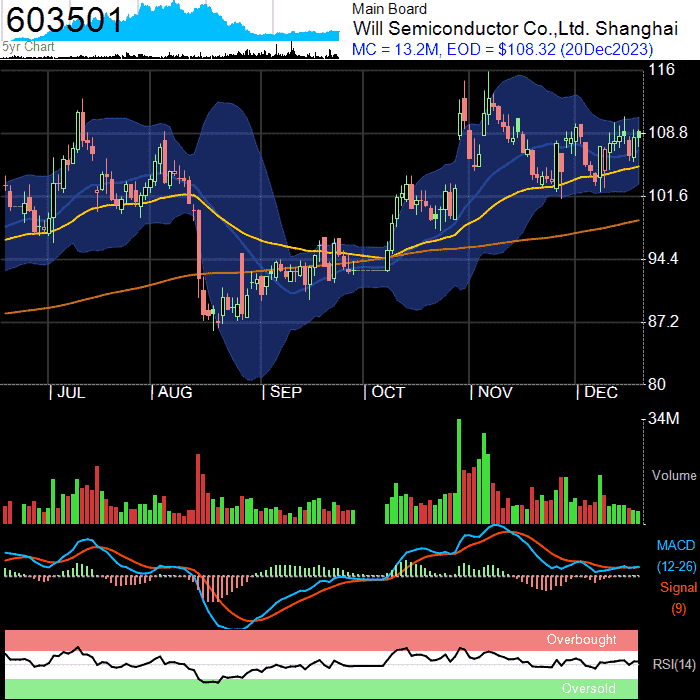 603501
5yr Chart
Main Board
Will Semiconductor Co.,Ltd. Shanghai
MC = 13.2M, EOD = $108.32 (20Dec2023)
116
108.8
101.6
94.4
87.2
80
| JUL | AUG | SEP | OCT | NOV | DEC
34M
Volume
MACD
(12-26)
Signal
(9)
Overbought
RSI(14)
Oversold